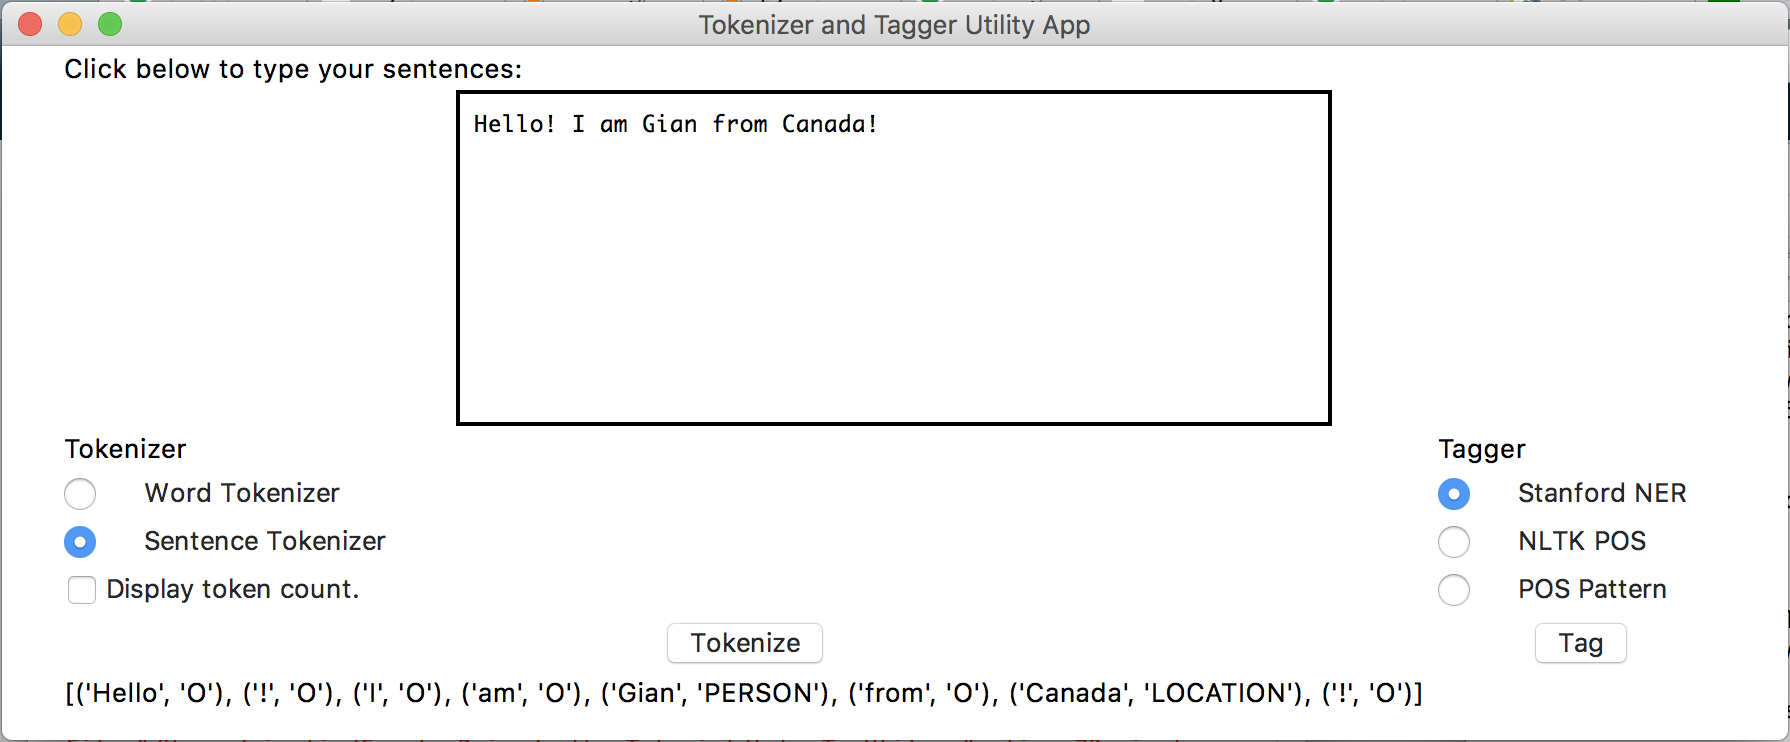 Tokenizer and Tagger Utility App
Click below to type your sentences:
Hello! I am Gian from Canada!
Tokenizer
Word Tokenizer
Sentence Tokenizer
Display token count.
Tagger
Stanford NER
NLTK POS
POS Pattern
Tokenize
Tag
[('Hello', 'O'), ('!', 'O'), ('I', 'O'), ('am', 'O'), ('Gian', 'PERSON'), ('from', 'O'), ('Canada', 'LOCATION'), ('!', 'O')]